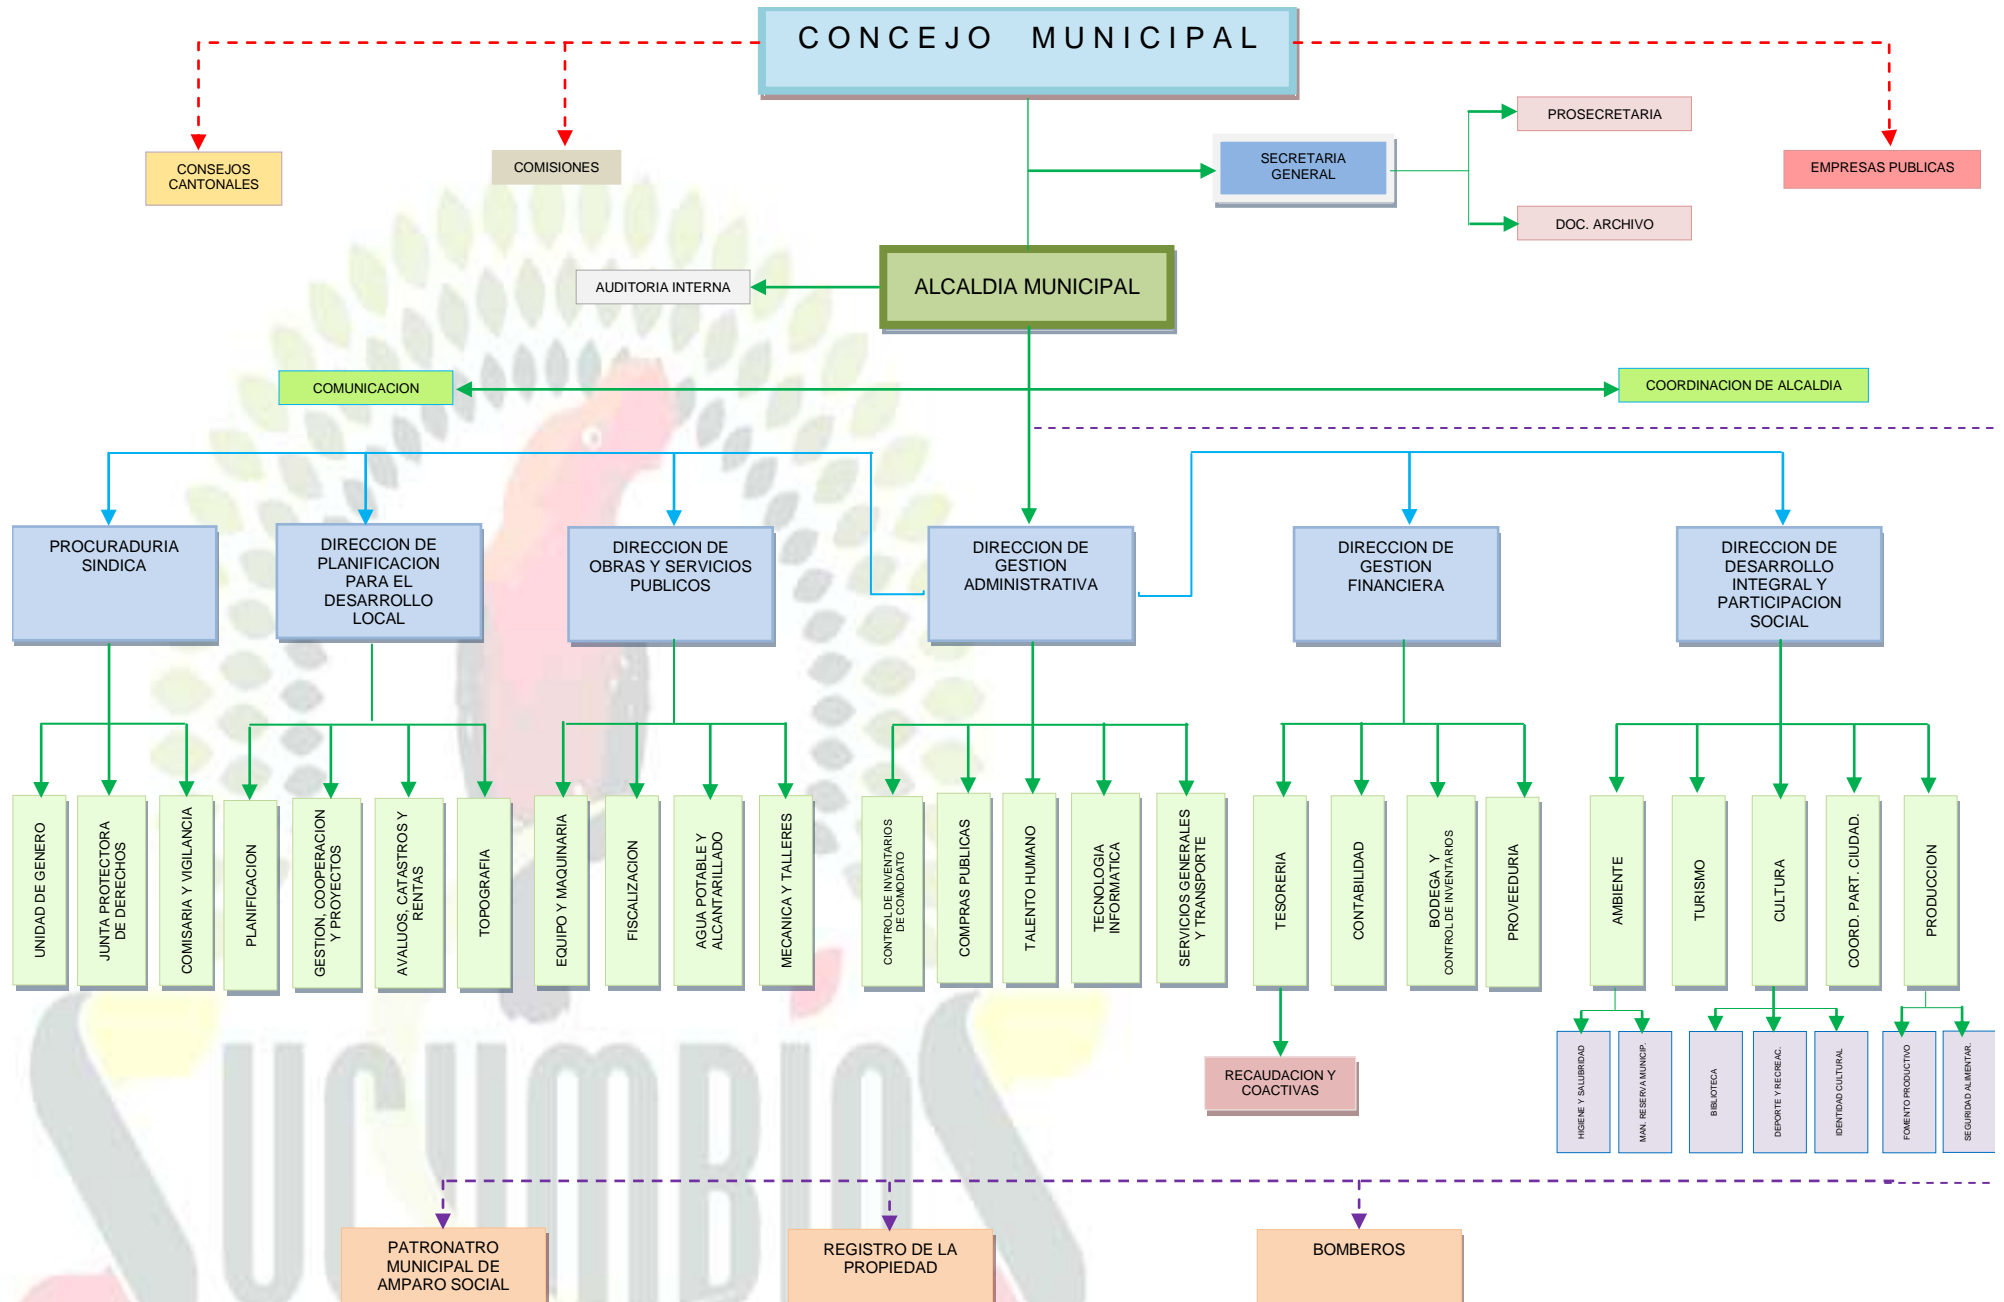 CONCEJO MUNICIPAL
PROSECRETARIA
CONSEJOS
CANTONALES
COMISIONES
SECRETARIA
GENERAL
EMPRESAS PUBLICAS
DOC. ARCHIVO
AUDITORIA INTERNA
ALCALDIA MUNICIPAL
COMUNICACION
COORDINACION DE ALCALDIA
PROCURADURIA
SINDICA
DIRECCION DE
PLANIFICACION
PARA EL
DESARROLLO
LOCAL
DIRECCION DE
OBRAS Y SERVICIOS
PUBLICOS
DIRECCION DE
GESTION
ADMINISTRATIVA
DIRECCION DE
GESTION
FINANCIERA
DIRECCION DE
DESARROLLO
INTEGRAL Y
PARTICIPACION
SOCIAL
UNIDAD DE GENERO
JUNTA PROTECTORA
DE DERECHOS
COMISARIA Y VIGILANCIA
PLANIFICACION
GESTION, COOPERACION
Y PROYECTOS
AVALUOS, CATASTROS Y
RENTAS
TOPOGRAFIA
EQUIPO Y MAQUINARIA
FISCALIZACION
AGUA POTABLE Y
ALCANTARILLADO
MECANICA Y TALLERES
CONTROL DE INVENTARIOS
DE COMODATO
COMPRAS PUBLICAS
TALENTO HUMANO
TECNOLOGIA
INFORMATICA
SERVICIOS GENERALES
Y TRANSPORTE
TESORERIA
CONTABILIDAD
BODEGA Y
CONTROL DE INVENTARIOS
PROVEEDURIA
AMBIENTE
TURISMO
CULTURA
COORD. PART. CIUDAD.
PRODUCCION
RECAUDACION Y
COACTIVAS
HIGIENE Y SALUBRIDAD
MAN. RESERVA MUNICIP.
BIBLIOTECA
DEPORTE Y RECREAC.
IDENTIDAD CULTURAL
FOMENTO PRODUCTIVO
SEGURIDAD ALIMENTAR.
SUCUMBIOS
PATRONATRO
MUNICIPAL DE
AMPARO SOCIAL
REGISTRO DE LA
PROPIEDAD
BOMBEROS